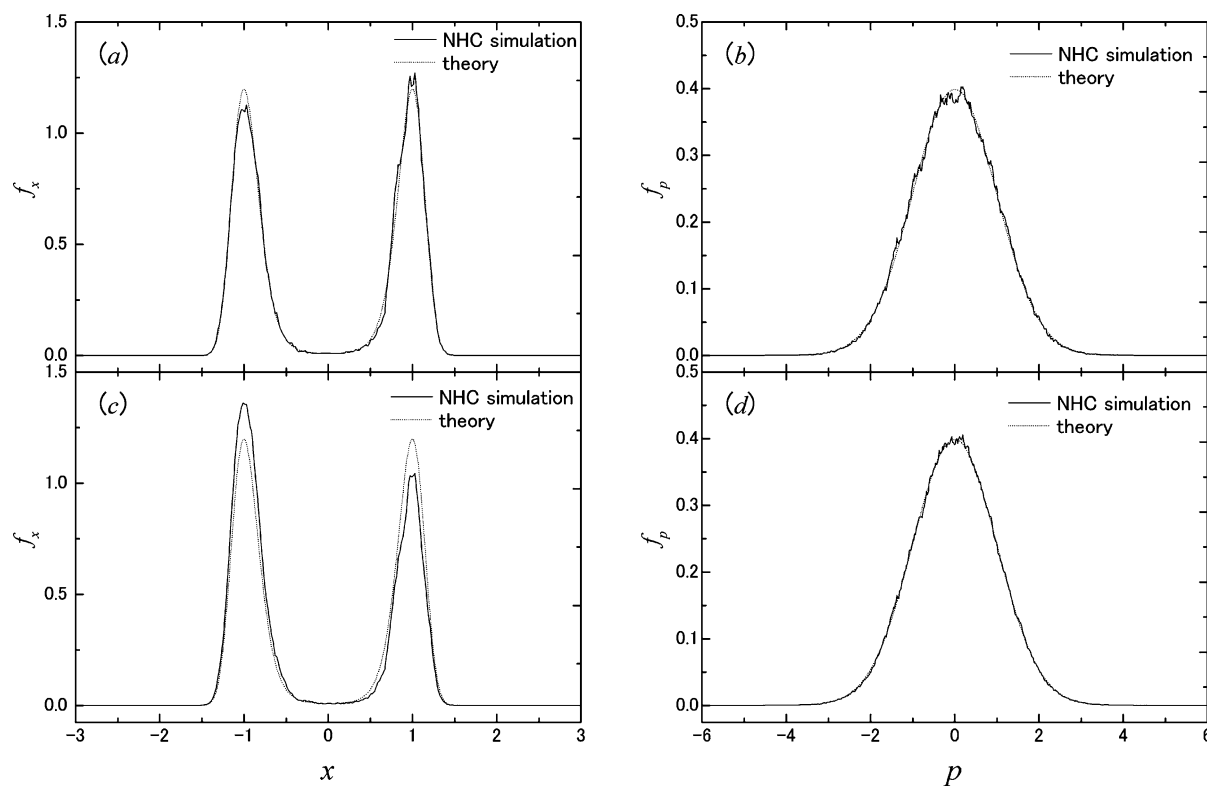 (a)
NHC simulation
theory
1.5
1.0
0.5
0.0
f_x
(b)
NHC simulation
theory
0.5
0.4
0.3
0.2
0.1
0.0
f_p
(c)
NHC simulation
theory
1.5
1.0
0.5
0.0
f_x
-3 -2 -1 0 1 2 3
x
(d)
NHC simulation
theory
0.5
0.4
0.3
0.2
0.1
0.0
f_p
-6 -4 -2 0 2 4 6
p